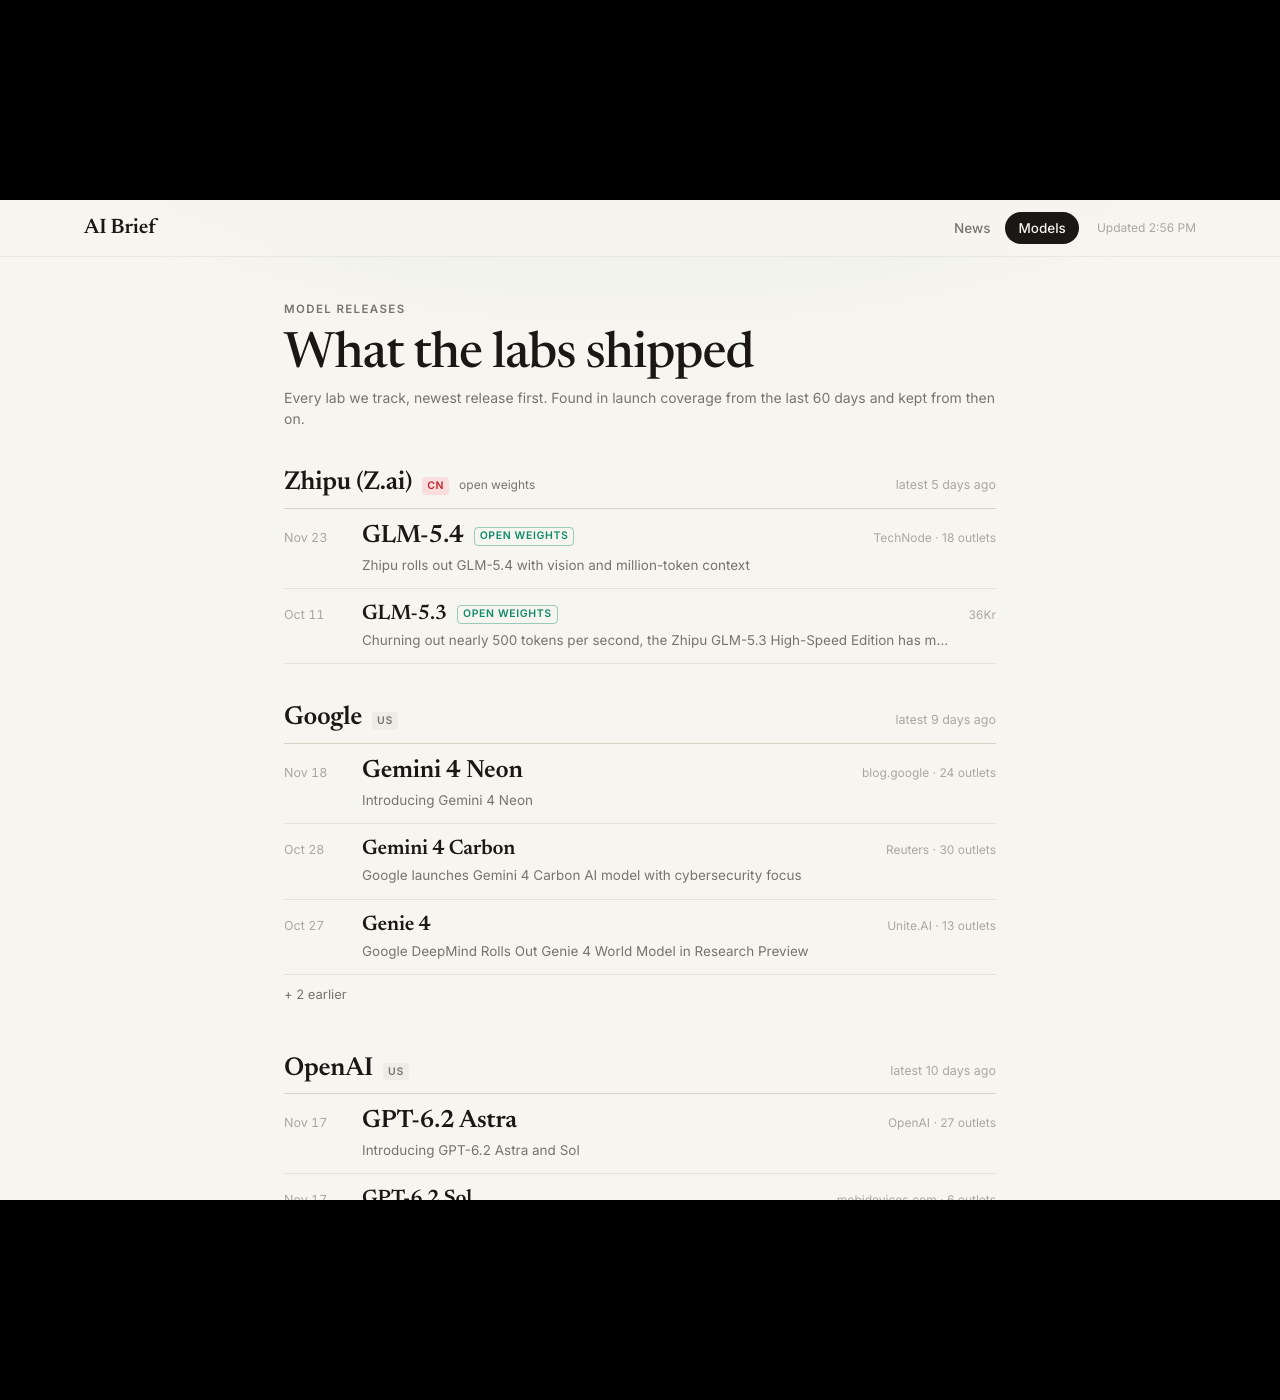 AI Brief
News
Models
Updated 2:56 PM
MODEL RELEASES
What the labs shipped
Every lab we track, newest release first. Found in launch coverage from the last 60 days and kept from then
on.
Zhipu (Z.ai) CN open weights latest 5 days ago
Nov 23 GLM-5.4 OPEN WEIGHTS TechNode · 18 outlets
Zhipu rolls out GLM-5.4 with vision and million-token context
Oct 11 GLM-5.3 OPEN WEIGHTS 36Kr
Churning out nearly 500 tokens per second, the Zhipu GLM-5.3 High-Speed Edition has m...
Google US latest 9 days ago
Nov 18 Gemini 4 Neon blog.google · 24 outlets
Introducing Gemini 4 Neon
Oct 28 Gemini 4 Carbon Reuters · 30 outlets
Google launches Gemini 4 Carbon AI model with cybersecurity focus
Oct 27 Genie 4 Unite.AI · 13 outlets
Google DeepMind Rolls Out Genie 4 World Model in Research Preview
+ 2 earlier
OpenAI US latest 10 days ago
Nov 17 GPT-6.2 Astra OpenAI · 27 outlets
Introducing GPT-6.2 Astra and Sol
Nov 17 GPT-6.2 Sol 6 outlets